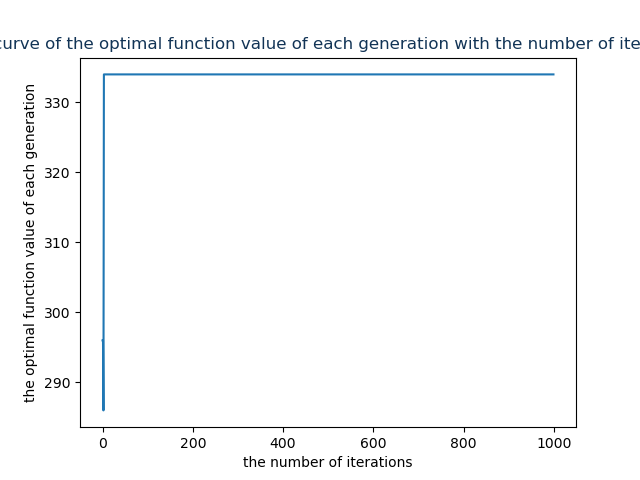 curve of the optimal function value of each generation with the number of ite
the optimal function value of each generation
330
320
310
300
290
0 200 400 600 800 1000
the number of iterations